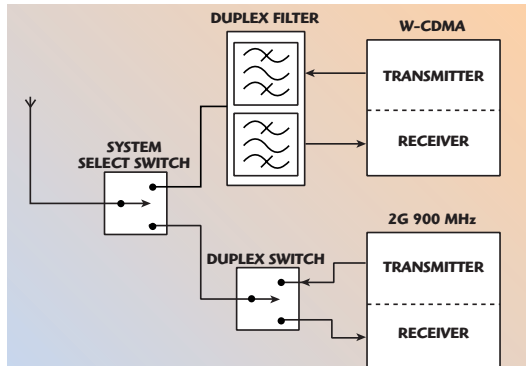 DUPLEX FILTER
W-CDMA
TRANSMITTER
RECEIVER
SYSTEM
SELECT SWITCH
2G 900 MHz
DUPLEX SWITCH
TRANSMITTER
RECEIVER